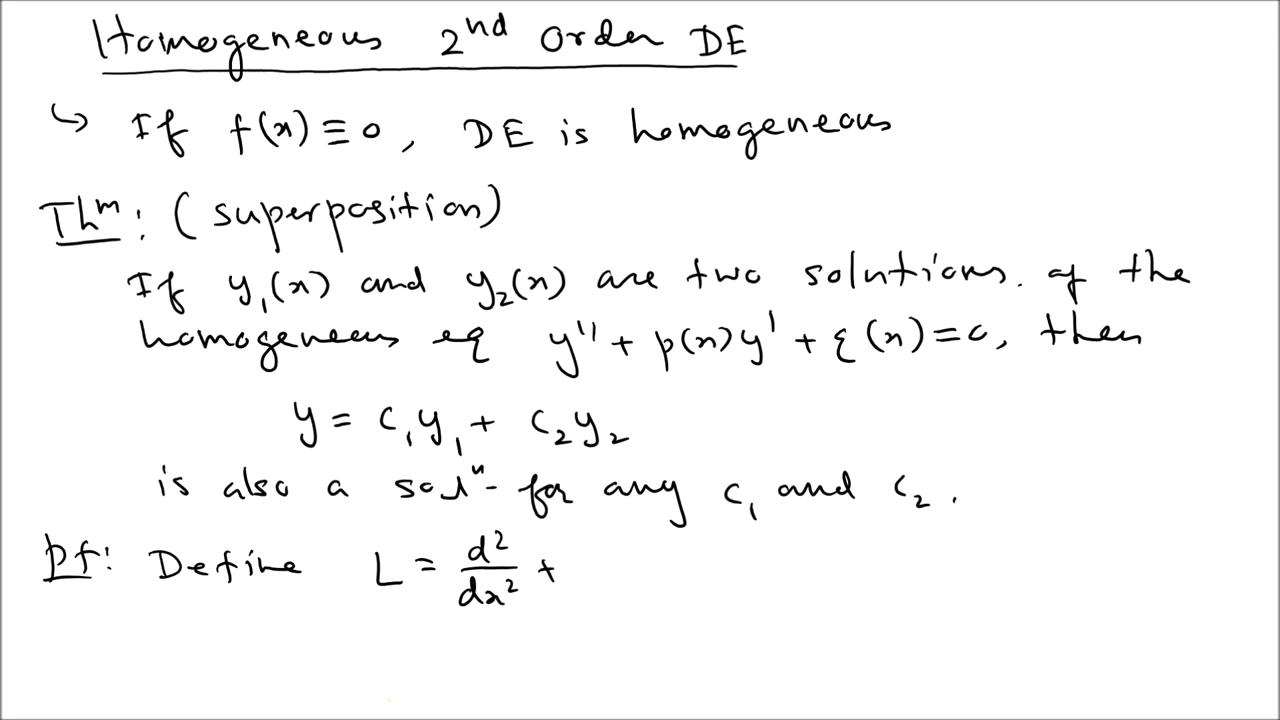 Homogeneous 2nd order DE
↳ If f(x) ≡ 0, DE is homogeneous
Thm: (superposition)
If y₁(x) and y₂(x) are two solutions. of the
homogeneous eq y'' + p(x)y' + q(x) = 0, then
y = c₁y₁ + c₂y₂
is also a solⁿ for any c₁ and c₂.
pf: Define L = d²/dx² +